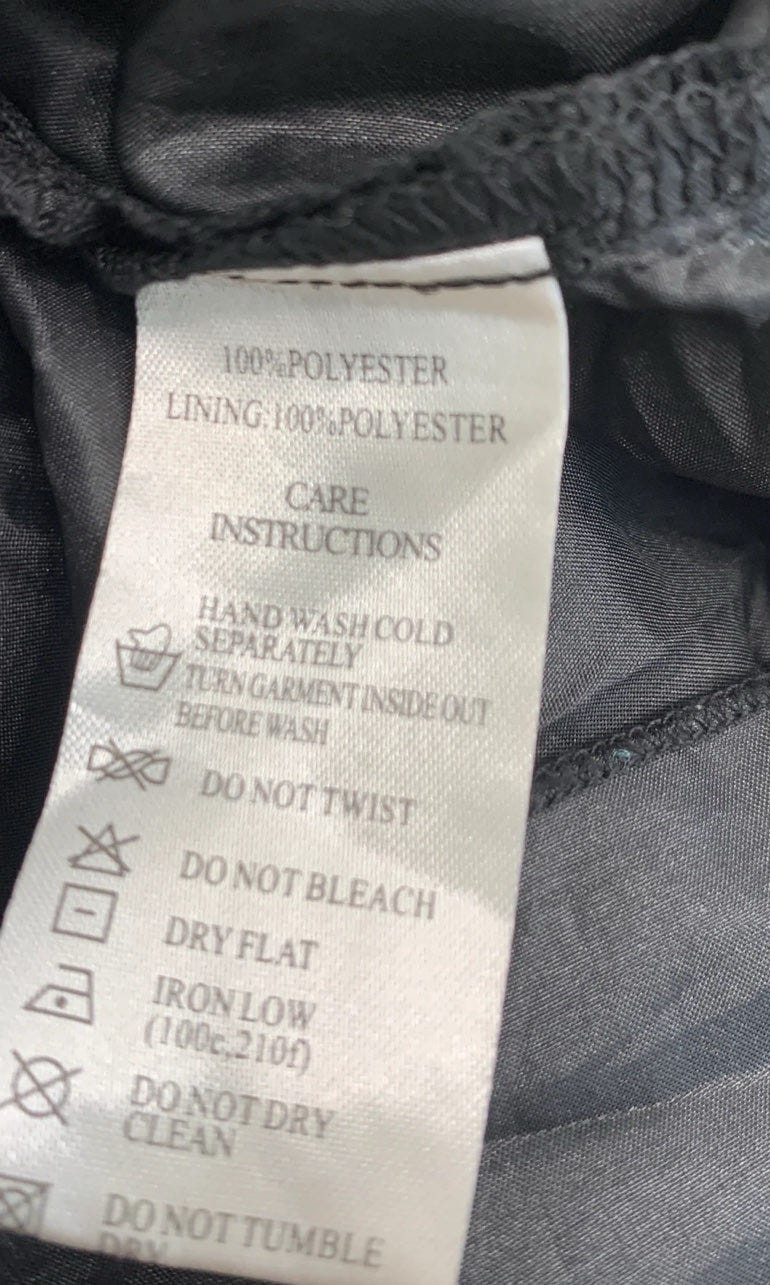 100%POLYESTER
LINING:100%POLYESTER
CARE
INSTRUCTIONS
HAND WASH COLD
SEPARATELY
TURN GARMENT INSIDE OUT
BEFORE WASH
DO NOT TWIST
DO NOT BLEACH
DRY FLAT
IRON LOW
(100c,210f)
DO NOT DRY
CLEAN
DO NOT TUMBLE
DRY